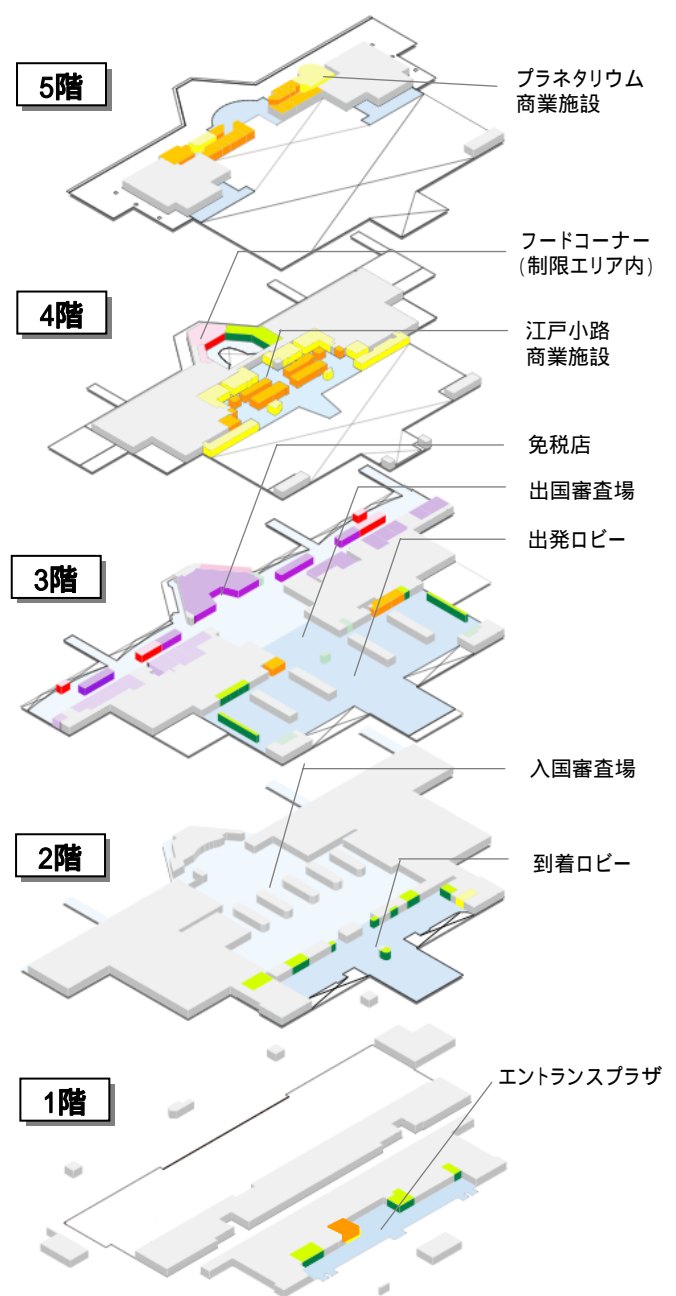 5階
プラネタリウム
商業施設
フードコーナー
(制限エリア内)
4階
江戸小路
商業施設
免税店
出国審査場
出発ロビー
3階
入国審査場
2階
到着ロビー
エントランスプラザ
1階